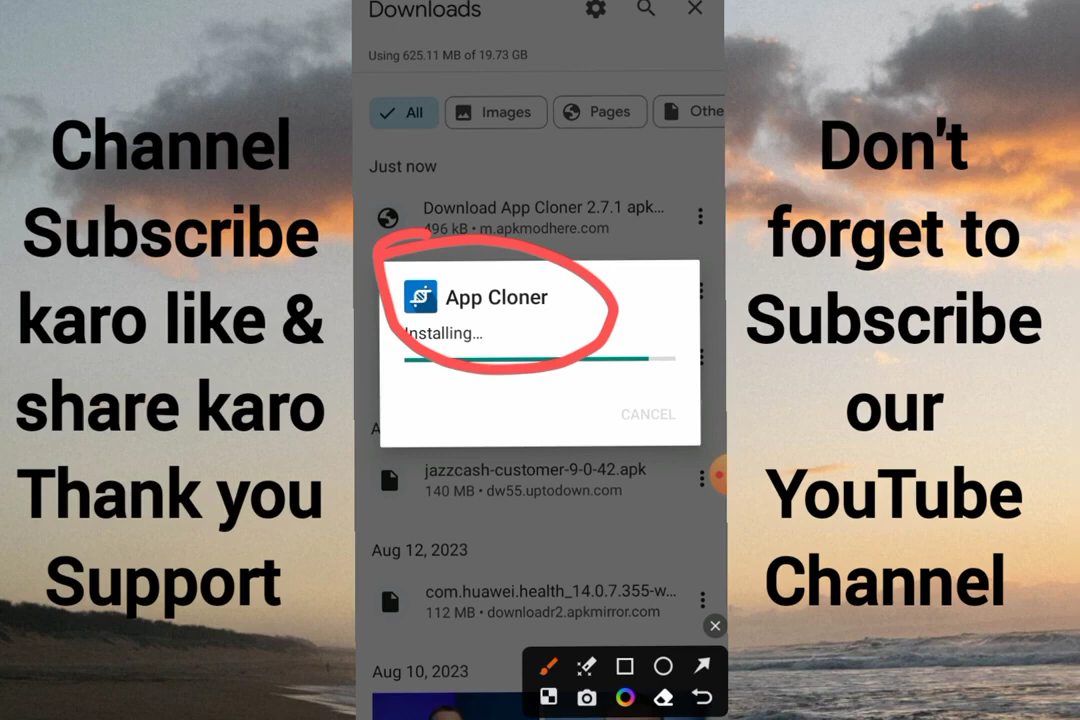 Channel
Subscribe
karo like &
share karo
Thank you
Support
Downloads
Using 625.11 MB of 19.73 GB
All
Images
Pages
Othe
Just now
Download App Cloner 2.7.1 apk...
496 kB • m.apkmodhere.com
App Cloner
Installing...
CANCEL
A
jazzcash-customer-9-0-42.apk
140 MB • dw55.uptodown.com
Aug 12, 2023
com.huawei.health_14.0.7.355-w...
112 MB • downloadr2.apkmirror.com
Aug 10, 2023
Don't
forget to
Subscribe
our
YouTube
Channel